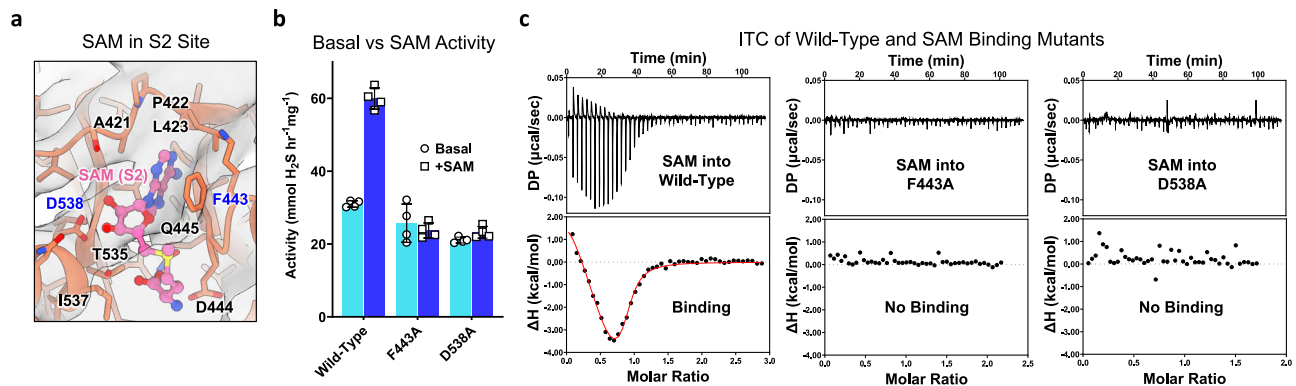 a
SAM in S2 Site
P422
A421
L423
SAM (S2)
D538
F443
Q445
T535
I537
D444
b
Basal vs SAM Activity
Activity (mmol H₂S hr⁻¹mg⁻¹)
60
40
20
0
Basal
+SAM
Wild-Type
F443A
D538A
c
ITC of Wild-Type and SAM Binding Mutants
Time (min)
0 20 40 60 80 100
DP (µcal/sec)
0.05
0.00
-0.05
-0.10
SAM into
Wild-Type
ΔH (kcal/mol)
2.00
1.00
0.00
-1.00
-2.00
-3.00
-4.00
Binding
0.0 0.5 1.0 1.5 2.0 2.5 3.0
Molar Ratio
Time (min)
0 20 40 60 80 100
DP (µcal/sec)
0.05
0.00
-0.05
-0.10
SAM into
F443A
ΔH (kcal/mol)
2.00
1.00
0.00
-1.00
-2.00
-3.00
-4.00
No Binding
0.0 0.5 1.0 1.5 2.0 2.5
Molar Ratio
Time (min)
0 20 40 60 80 100
DP (µcal/sec)
0.05
0.00
-0.05
-0.10
SAM into
D538A
ΔH (kcal/mol)
2.00
1.00
0.00
-1.00
-2.00
-3.00
-4.00
No Binding
0.0 0.5 1.0 1.5 2.0
Molar Ratio